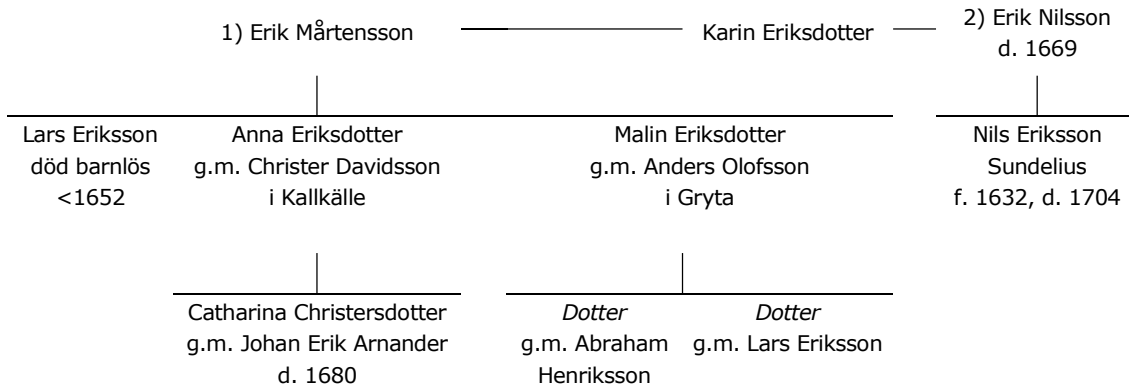 1) Erik Mårtensson
Karin Eriksdotter
2) Erik Nilsson
d. 1669
Lars Eriksson
död barnlös
<1652
Anna Eriksdotter
g.m. Christer Davidsson
i Kallkälle
Malin Eriksdotter
g.m. Anders Olofsson
i Gryta
Nils Eriksson
Sundelius
f. 1632, d. 1704
Catharina Christersdotter
g.m. Johan Erik Arnander
d. 1680
Dotter
g.m. Abraham
Henriksson
Dotter
g.m. Lars Eriksson